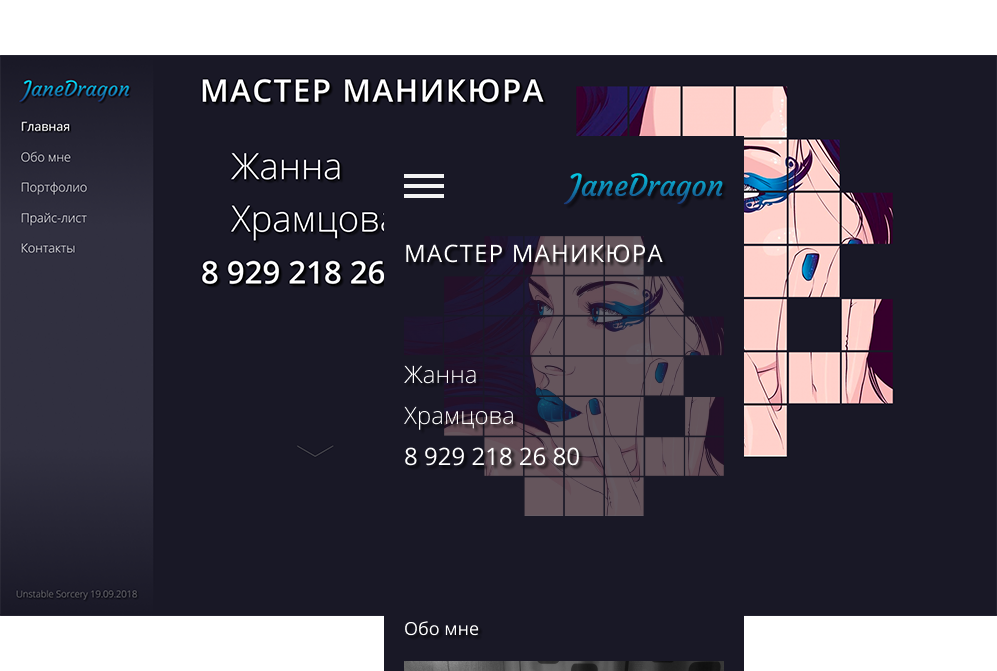 JaneDragon
Главная
Обо мне
Портфолио
Прайс-лист
Контакты
Unstable Sorcery 19.09.2018
МАСТЕР МАНИКЮРА
Жанна
Храмцова
8 929 218 26
JaneDragon
МАСТЕР МАНИКЮРА
Жанна
Храмцова
8 929 218 26 80
Обо мне